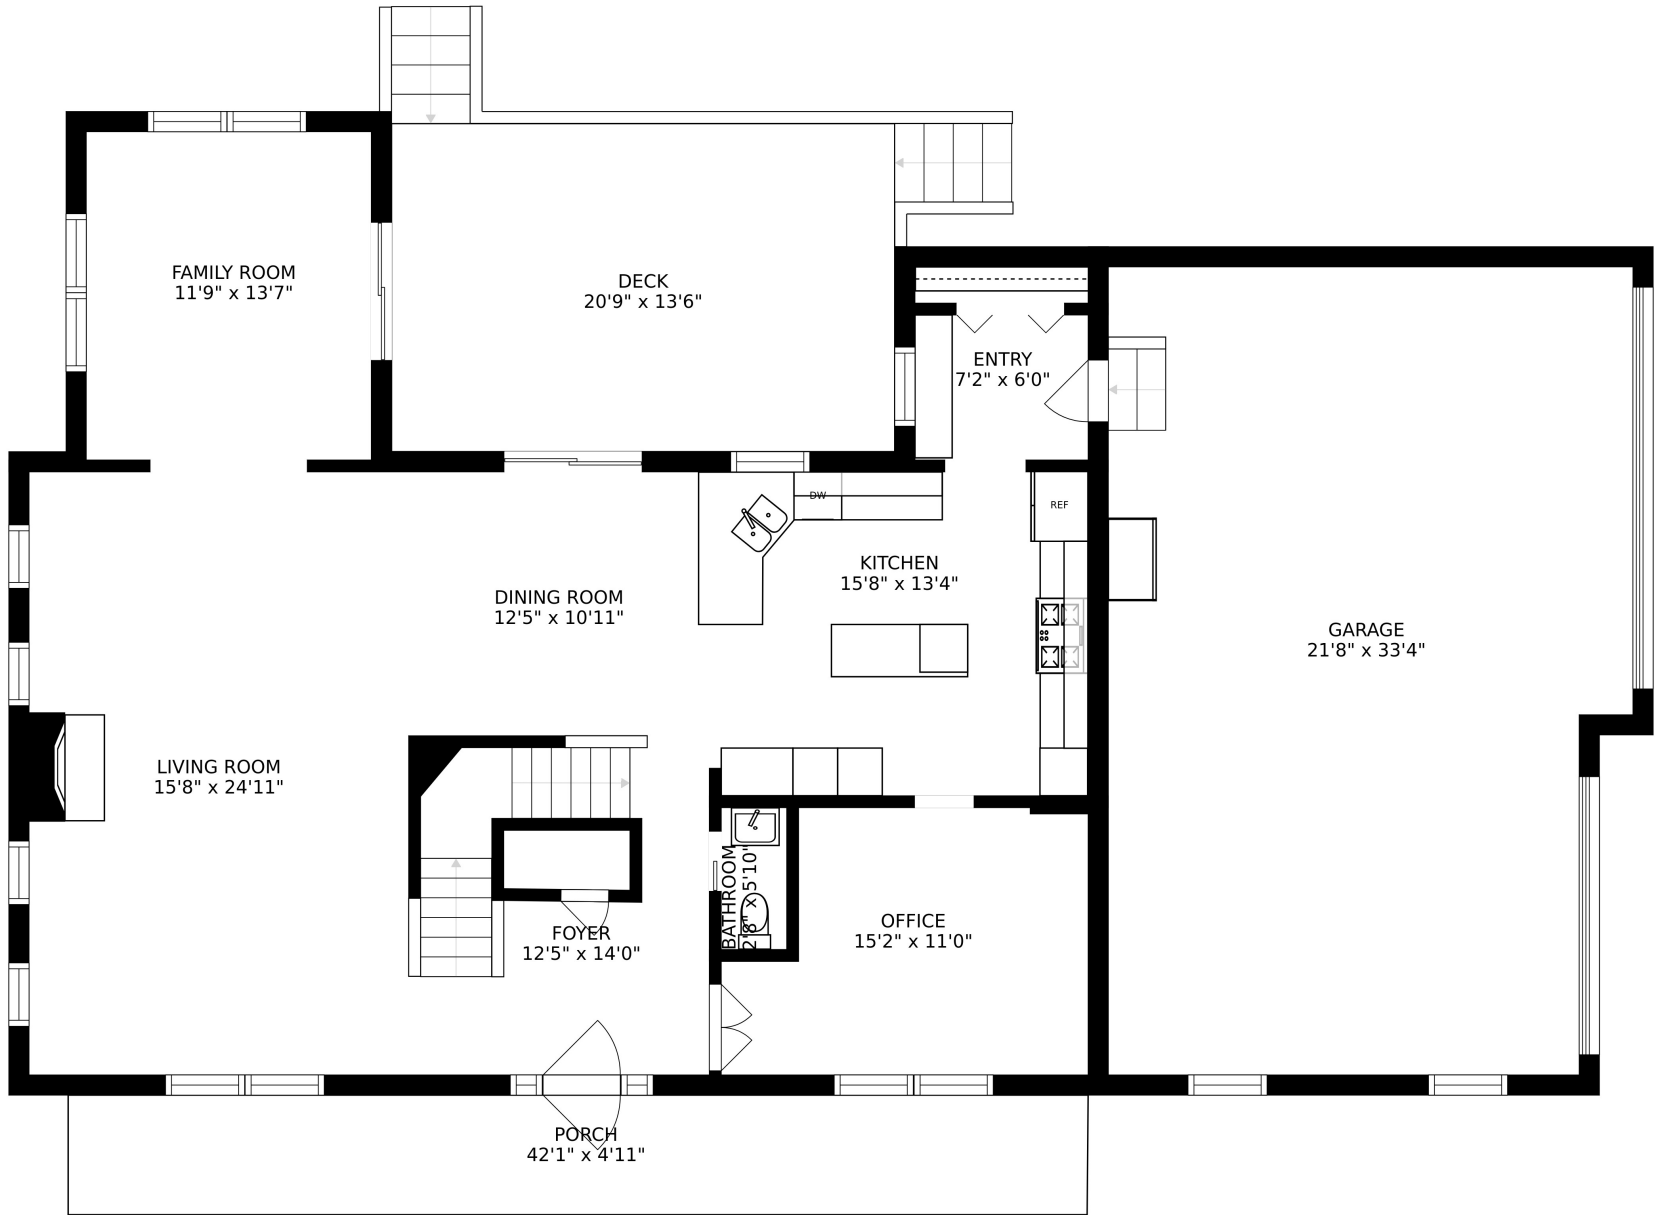 FAMILY ROOM
11'9" x 13'7"
DECK
20'9" x 13'6"
ENTRY
7'2" x 6'0"
DW
REF
KITCHEN
15'8" x 13'4"
DINING ROOM
12'5" x 10'11"
GARAGE
21'8" x 33'4"
LIVING ROOM
15'8" x 24'11"
BATHROOM
2'8" x 5'10"
OFFICE
15'2" x 11'0"
FOYER
12'5" x 14'0"
PORCH
42'1" x 4'11"